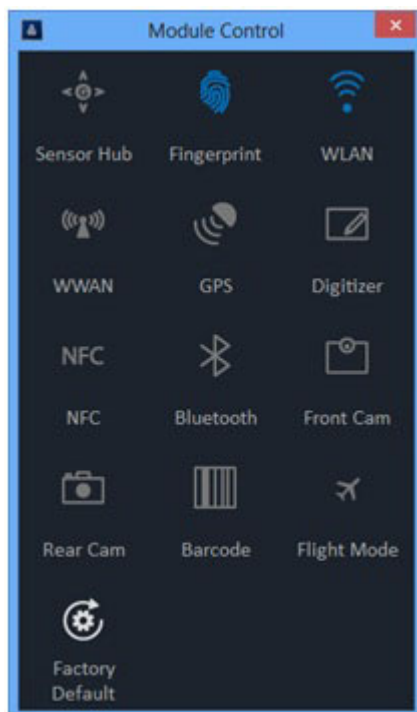 Module Control
Sensor Hub Fingerprint WLAN
WWAN GPS Digitizer
NFC
NFC Bluetooth Front Cam
Rear Cam Barcode Flight Mode
Factory
Default